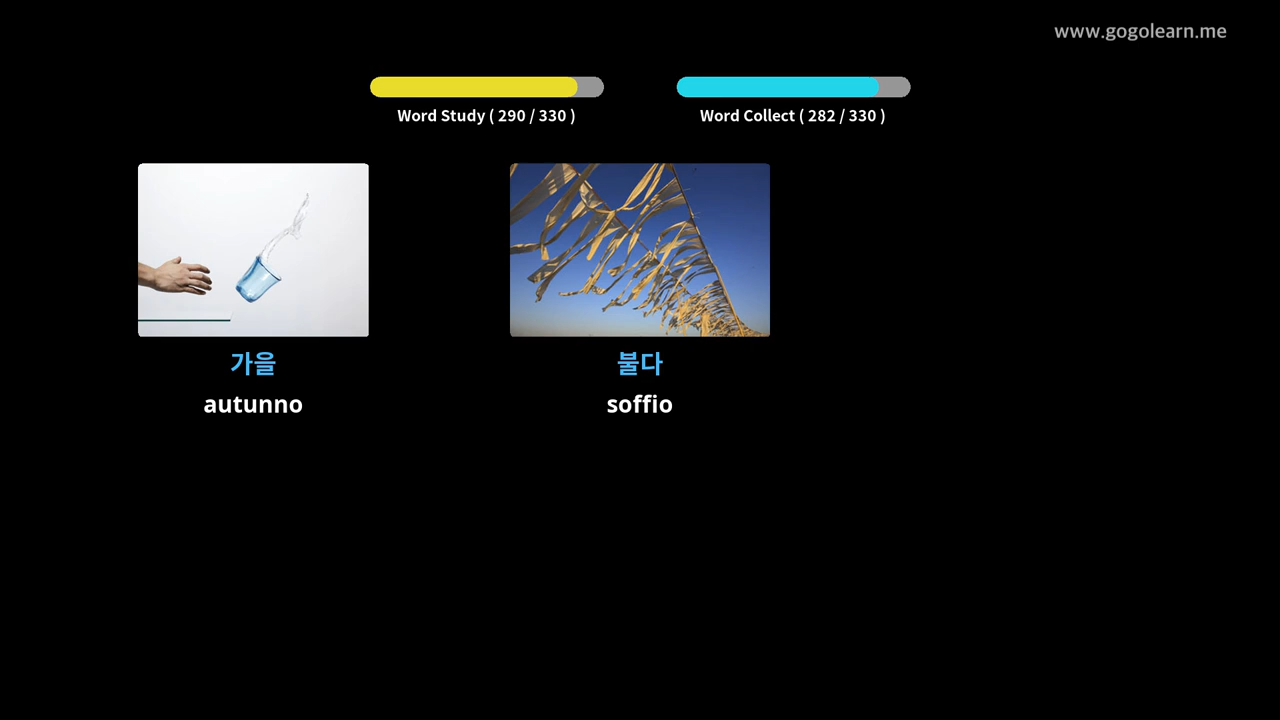 www.gogolearn.me
Word Study ( 290 / 330 )
Word Collect ( 282 / 330 )
가을
autunno
불다
soffio